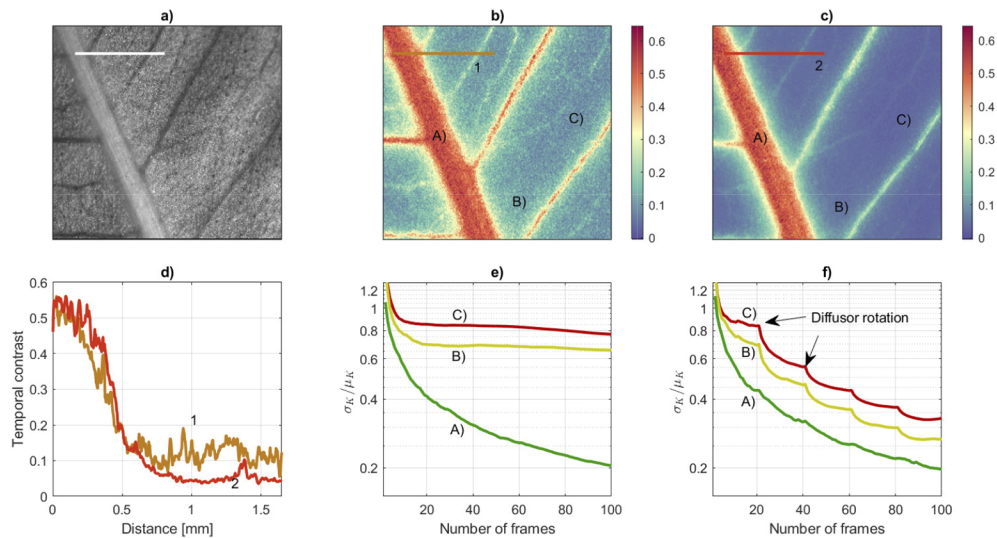 a)
b)
c)
1
A)
B)
C)
0.6
0.5
0.4
0.3
0.2
0.1
0
2
A)
B)
C)
0.6
0.5
0.4
0.3
0.2
0.1
0
d)
Temporal contrast
0.6
0.5
0.4
0.3
0.2
0.1
0
1
2
0 0.5 1 1.5
Distance [mm]
e)
σK/μK
1.2
0.8
0.6
0.4
0.2
C)
B)
A)
20 40 60 80 100
Number of frames
f)
σK/μK
1.2
0.8
0.6
0.4
0.2
C)
B)
A)
Diffusor rotation
20 40 60 80 100
Number of frames